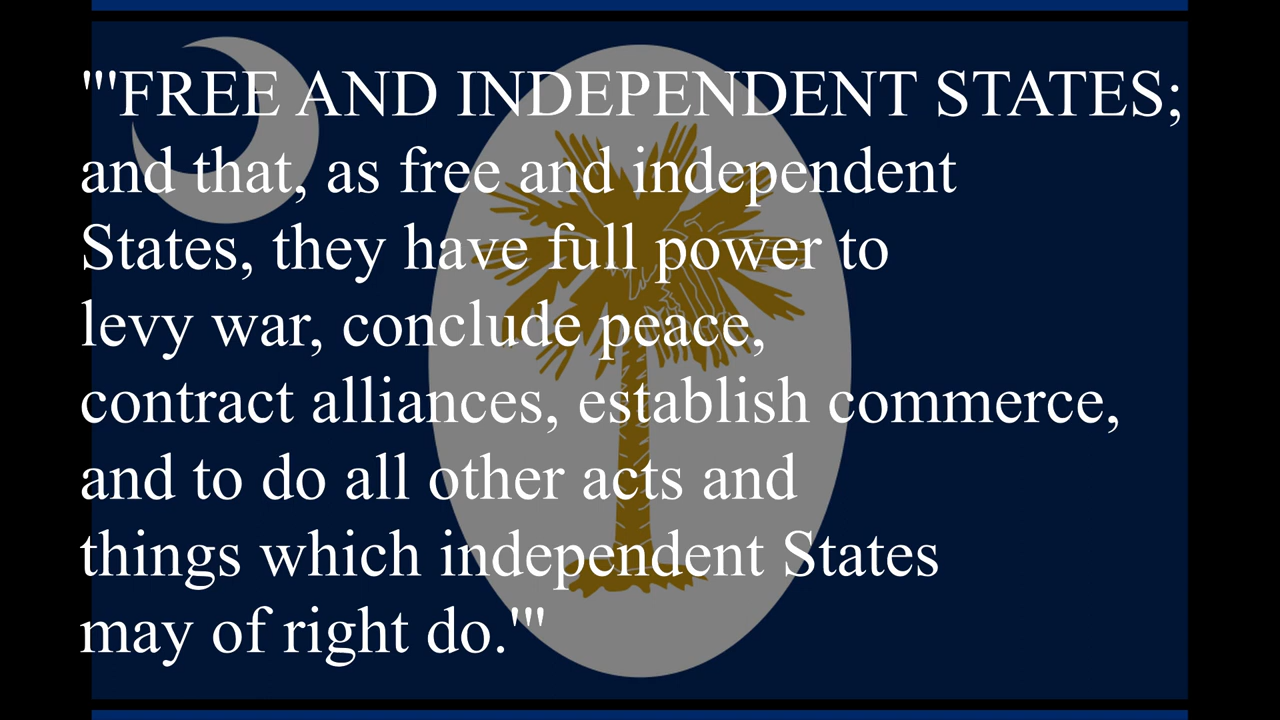 "'FREE AND INDEPENDENT STATES;
and that, as free and independent
States, they have full power to
levy war, conclude peace,
contract alliances, establish commerce,
and to do all other acts and
things which independent States
may of right do.'"